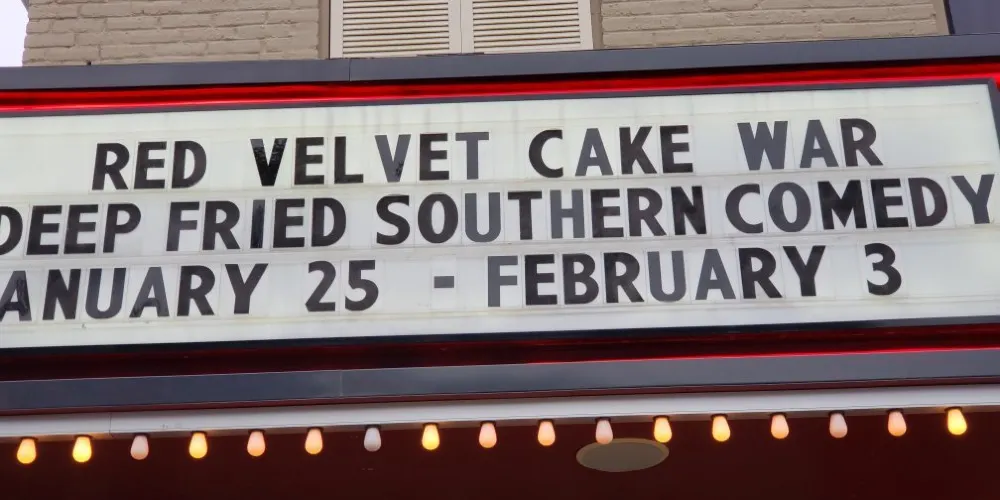 RED VELVET CAKE WAR
DEEP FRIED SOUTHERN COMEDY
ANUARY 25 - FEBRUARY 3